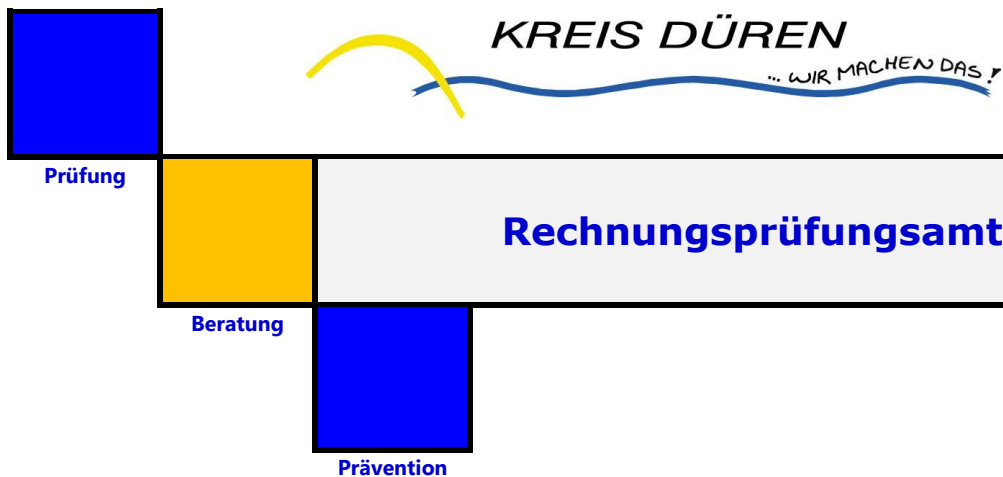 KREIS DÜREN
... WIR MACHEN DAS!
Prüfung
Rechnungsprüfungsamt
Beratung
Prävention